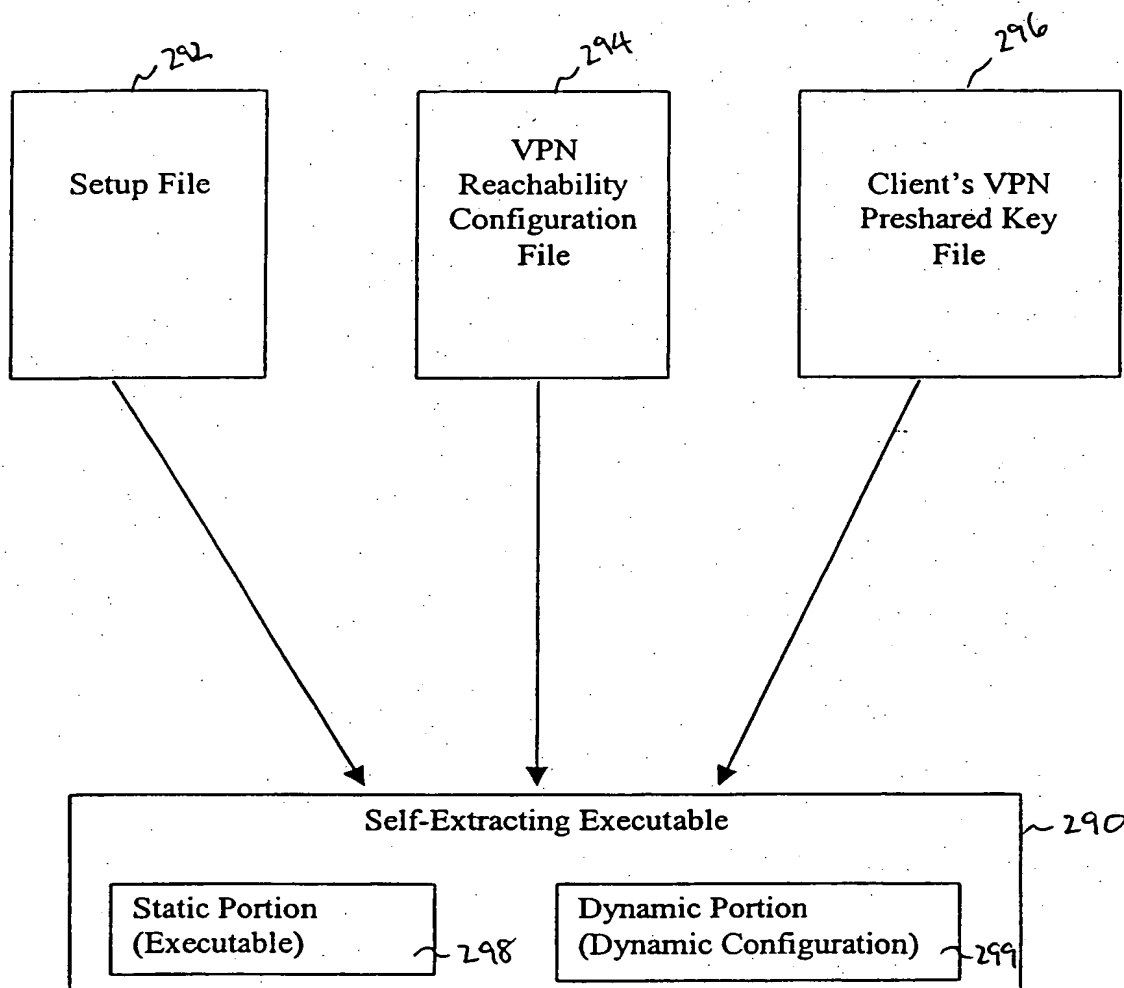 292
294
296
Setup File
VPN
Reachability
Configuration
File
Client's VPN
Preshared Key
File
Self-Extracting Executable
290
Static Portion
(Executable)
298
Dynamic Portion
(Dynamic Configuration)
299